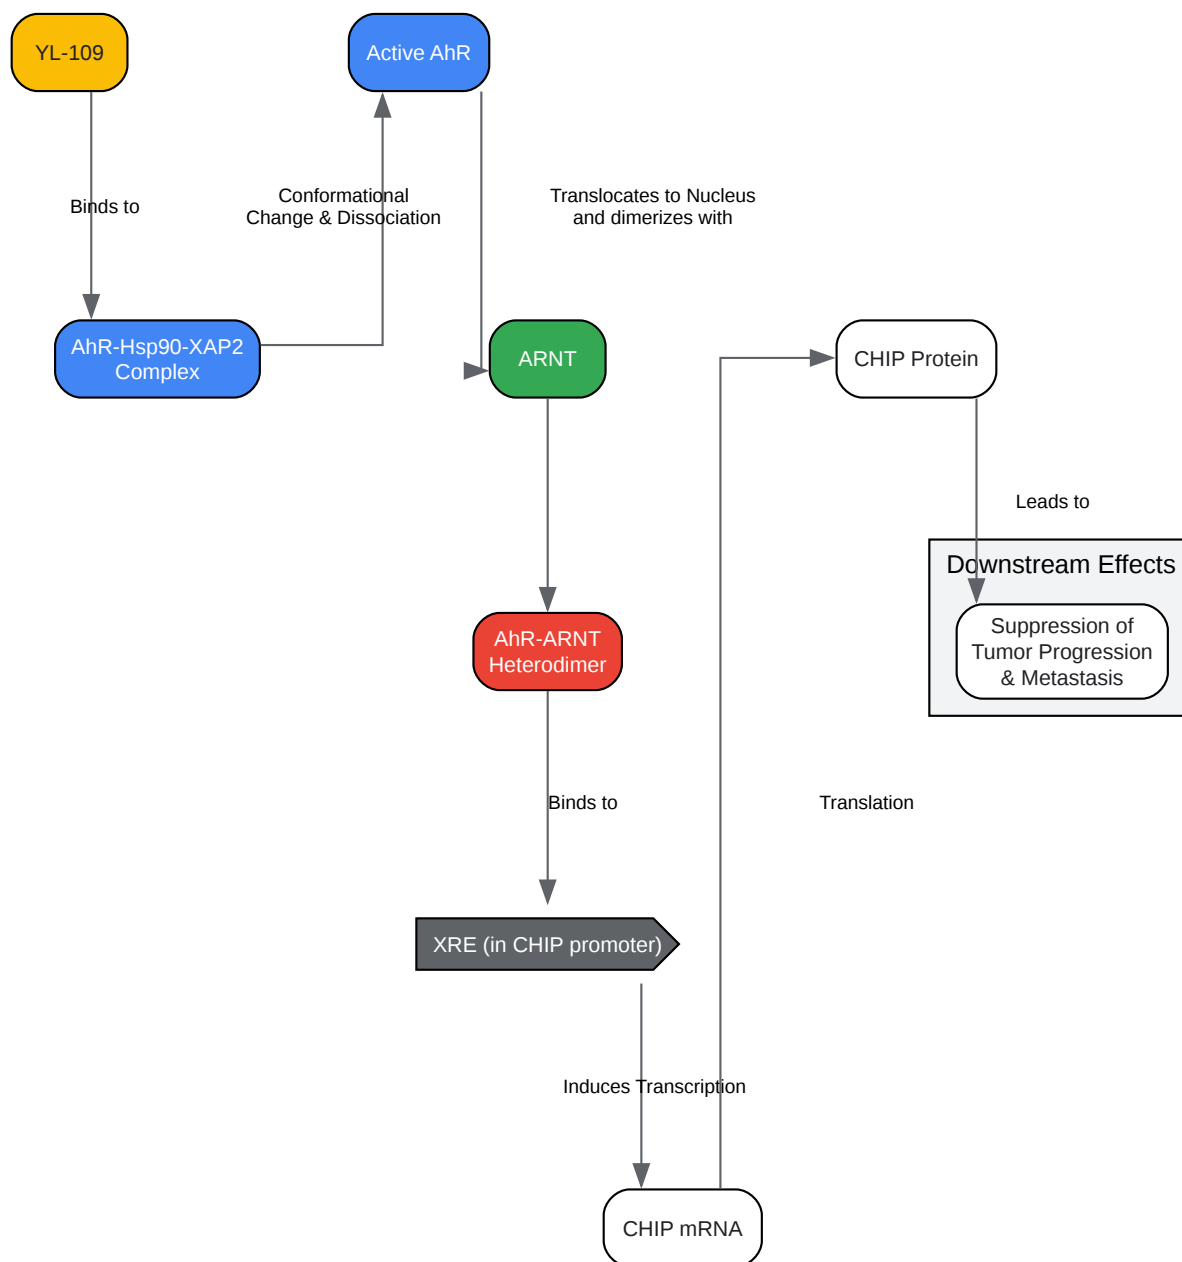 YL-109
Active AhR
Binds to
Conformational
Change & Dissociation
Translocates to Nucleus
and dimerizes with
AhR-Hsp90-XAP2
Complex
ARNT
CHIP Protein
Leads to
Downstream Effects
Suppression of
Tumor Progression
& Metastasis
AhR-ARNT
Heterodimer
Binds to
Translation
XRE (in CHIP promoter)
Induces Transcription
CHIP mRNA